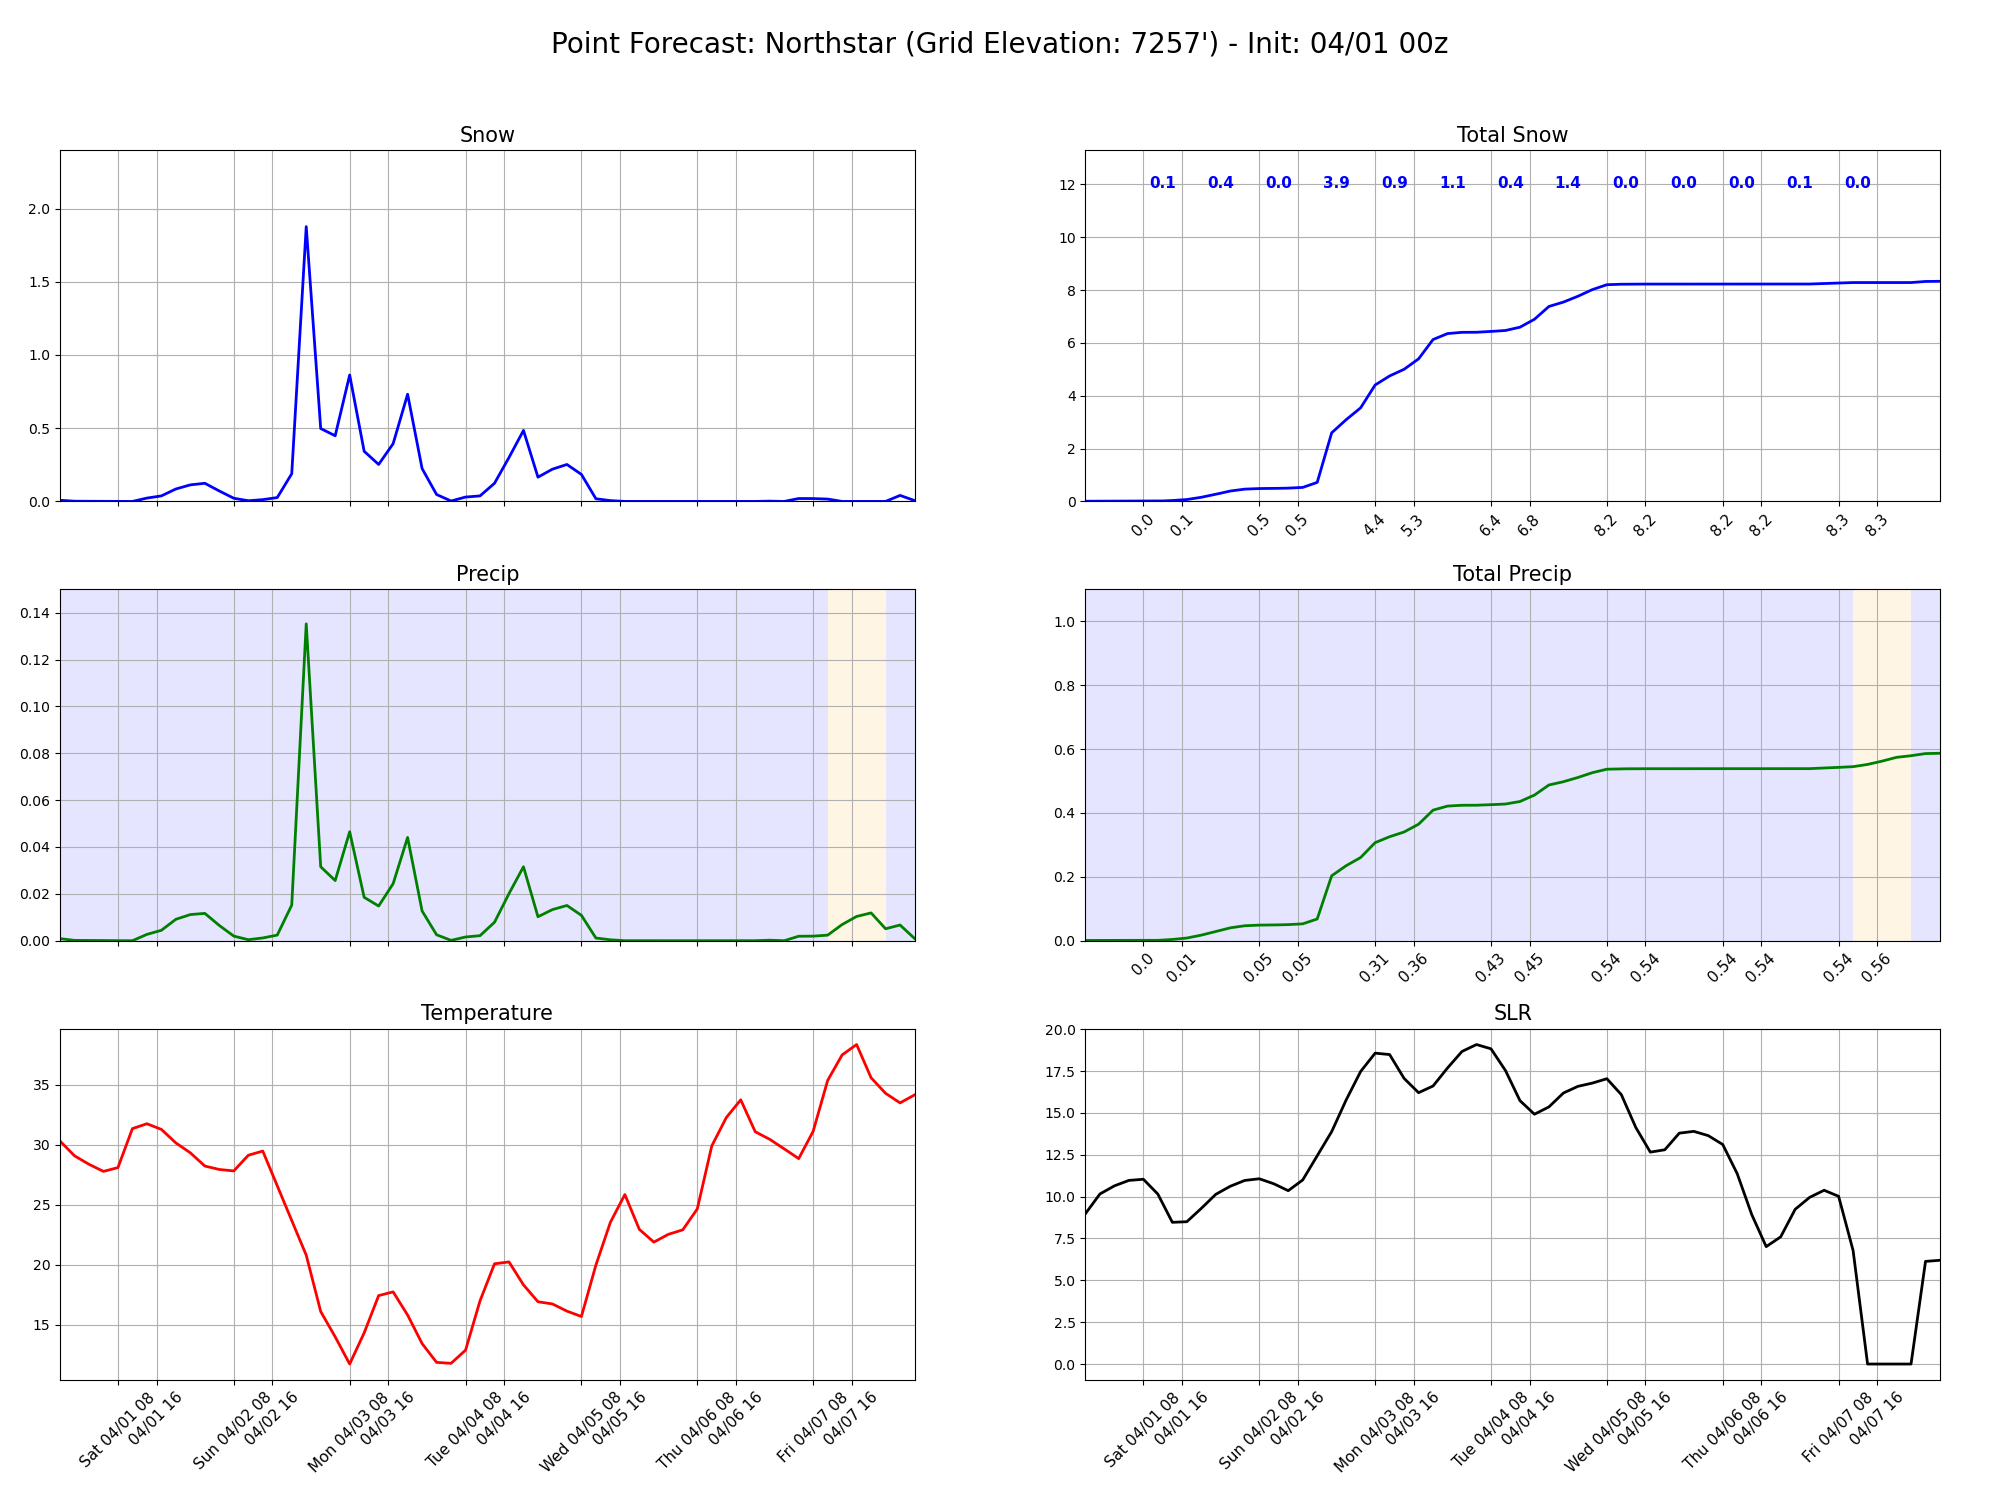 Point Forecast: Northstar (Grid Elevation: 7257') - Init: 04/01 00z
Snow
2.0
1.5
1.0
0.5
0.0
Total Snow
12
10
8
6
4
2
0
0.1 0.4 0.0 3.9 0.9 1.1 0.4 1.4 0.0 0.0 0.0 0.1 0.0
0.0 0.1 0.5 0.5 4.4 5.3 6.4 6.8 8.2 8.2 8.2 8.2 8.3 8.3
Precip
0.14
0.12
0.10
0.08
0.06
0.04
0.02
0.00
Total Precip
1.0
0.8
0.6
0.4
0.2
0.0
0.0 0.01 0.05 0.05 0.31 0.36 0.43 0.45 0.54 0.54 0.54 0.54 0.54 0.56
Temperature
35
30
25
20
15
Sat 04/01 08
04/01 16
Sun 04/02 08
04/02 16
Mon 04/03 08
04/03 16
Tue 04/04 08
04/04 16
Wed 04/05 08
04/05 16
Thu 04/06 08
04/06 16
Fri 04/07 08
04/07 16
SLR
20.0
17.5
15.0
12.5
10.0
7.5
5.0
2.5
0.0
Sat 04/01 08
04/01 16
Sun 04/02 08
04/02 16
Mon 04/03 08
04/03 16
Tue 04/04 08
04/04 16
Wed 04/05 08
04/05 16
Thu 04/06 08
04/06 16
Fri 04/07 08
04/07 16